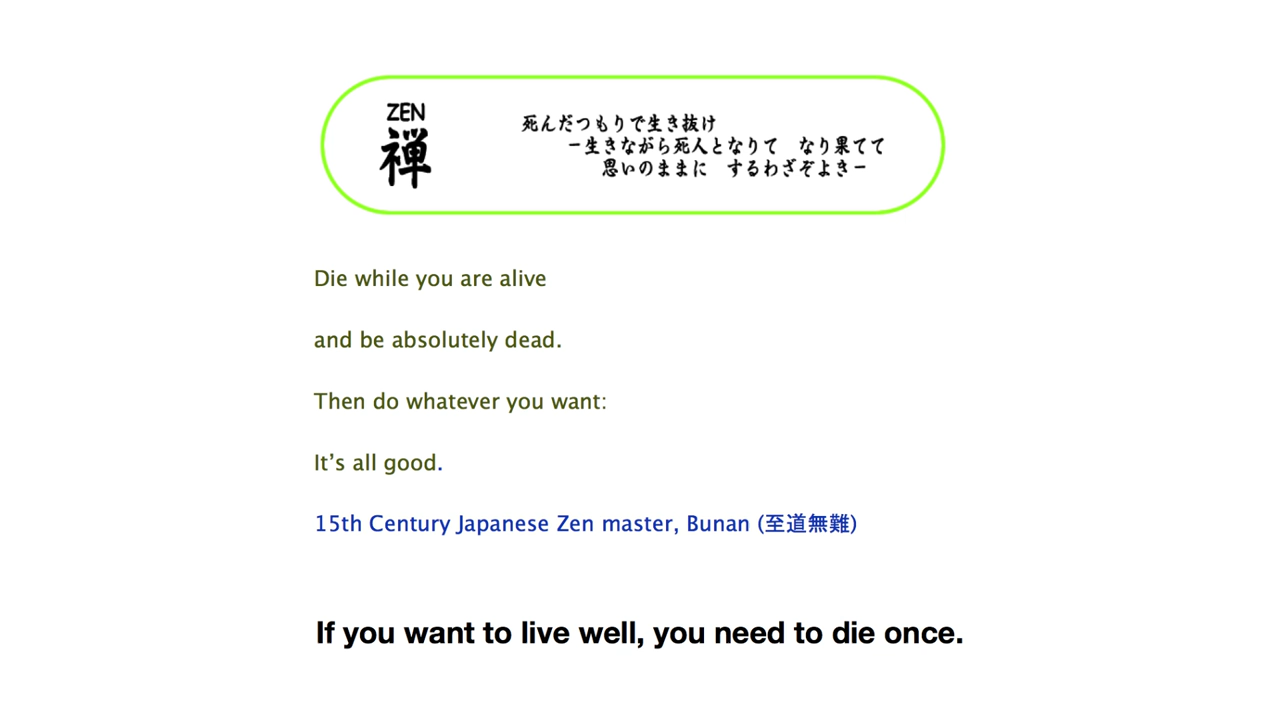 ZEN
禅
死んだつもりで生き抜け
－生きながら死人となりて　なり果てて
思いのままに　するわざぞよき－
Die while you are alive
and be absolutely dead.
Then do whatever you want:
It’s all good.
15th Century Japanese Zen master, Bunan (至道無難)
If you want to live well, you need to die once.